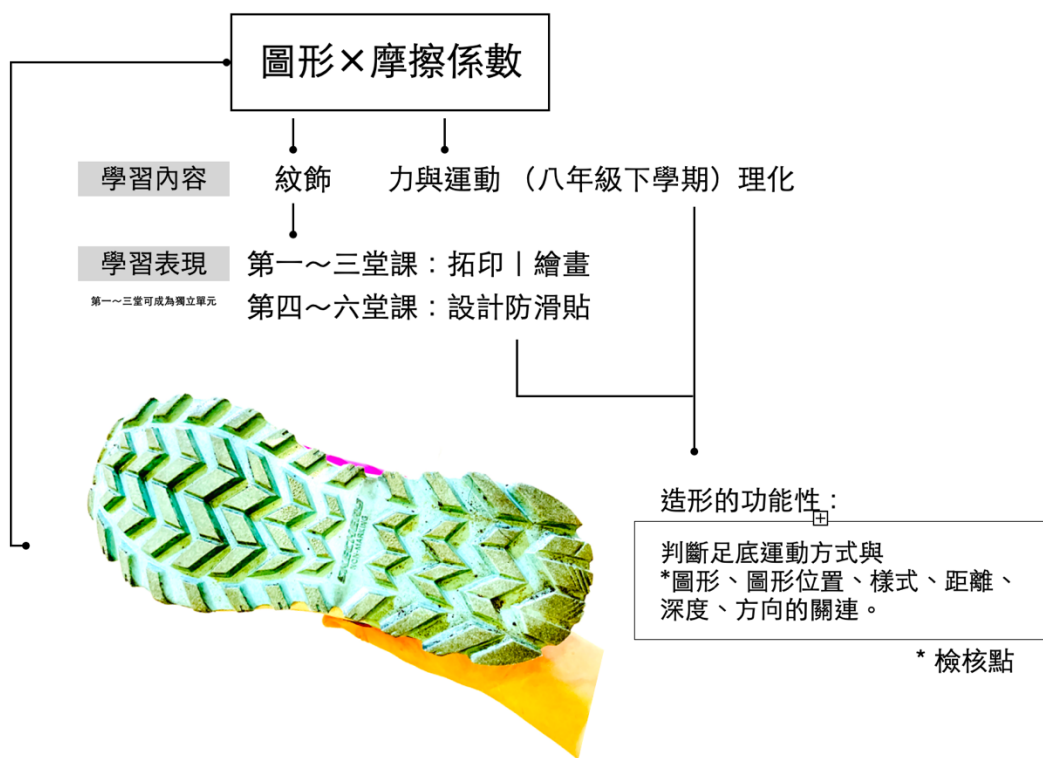 圖形×摩擦係數
學習內容
紋飾
力與運動 （八年級下學期）理化
學習表現
第一～三堂課：拓印｜繪畫
第一～三堂可成為獨立單元
第四～六堂課：設計防滑貼
造形的功能性：
判斷足底運動方式與
*圖形、圖形位置、樣式、距離、
深度、方向的關連。
* 檢核點